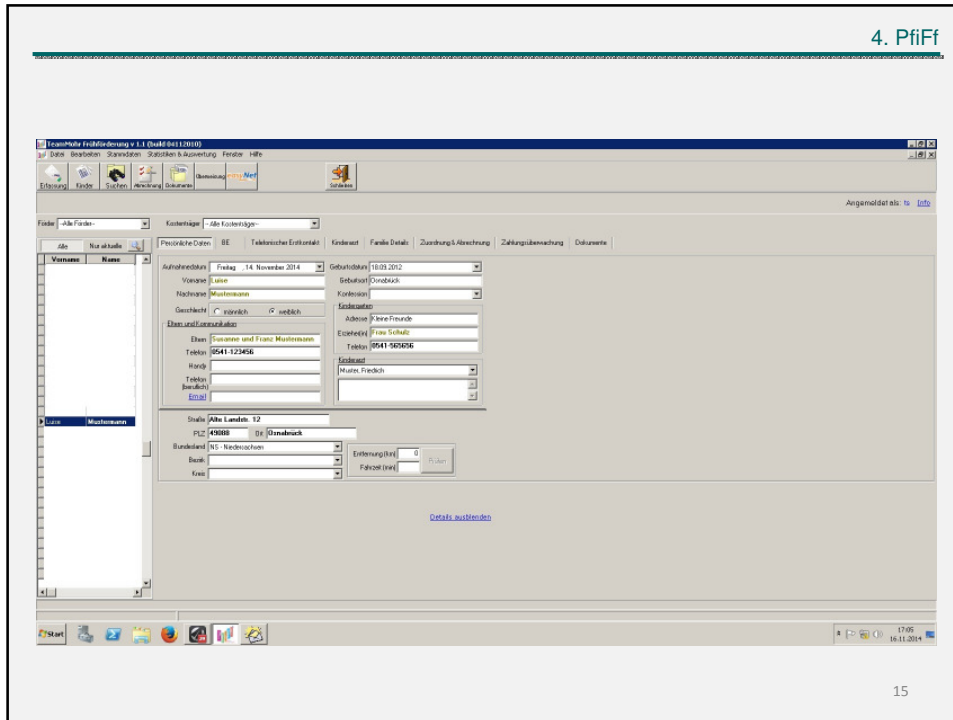 4. PfiFf
TeamMohr Frühförderung v 1.1 (build 04112010)
Datei Bearbeiten Stammdaten Statistiken & Auswertung Fenster Hilfe
Erfassung Kinder Suchen Abrechnung Dokumente Überweisung easyNet Schließen
Angemeldet als: ts Info
Förder --Alle Förder-- Kostenträger -- Alle Kostenträger--
Alle Nur aktuelle Persönliche Daten BE Telefonischer Erstkontakt Kinderarzt Familie Details Zuordnung & Abrechnung Zahlungsüberwachung Dokumente
Vorname Name
Aufnahmedatum Freitag , 14. November 2014 Geburtsdatum 18.09.2012
Vorname Luise Geburtsort Osnabrück
Nachname Mustermann Konfession
Geschlecht männlich weiblich Kindergarten
Adresse Kleine Freunde
Eltern und Kommunikation
Erzieher(in) Frau Schulz
Eltern Susanne und Franz Mustermann
Telefon 0541-565656
Telefon 0541-123456
Kinderarzt
Handy Muster, Friedrich
Telefon (beruflich)
Email
Luise Mustermann
Straße Alte Landstr. 12
PLZ 49088 Ort Osnabrück
Bundesland NS - Niedersachsen
Entfernung (km) 0
Bezirk
Prüfen
Fahrzeit (min)
Kreis
Details ausblenden
Start
17:05
16.11.2014
15